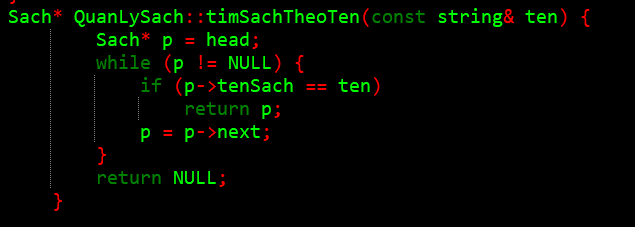 Sach* QuanLySach::timSachTheoTen(const string& ten) {
Sach* p = head;
while (p != NULL) {
if (p->tenSach == ten)
return p;
p = p->next;
}
return NULL;
}